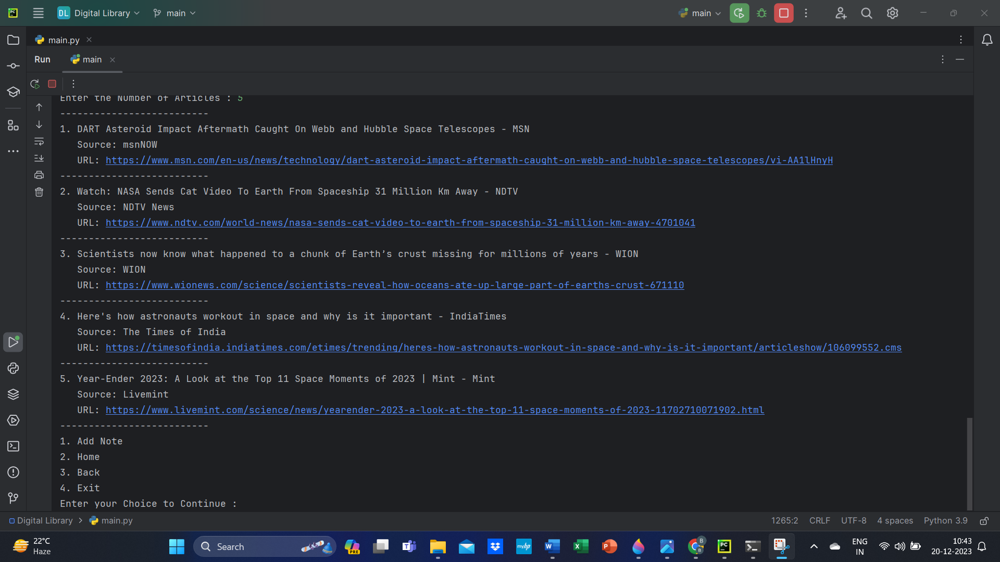 DL Digital Library main main
main.py
Run main
Enter the Number of Articles : 5
--------------------------
1. DART Asteroid Impact Aftermath Caught On Webb and Hubble Space Telescopes - MSN
Source: msnNOW
URL: https://www.msn.com/en-us/news/technology/dart-asteroid-impact-aftermath-caught-on-webb-and-hubble-space-telescopes/vi-AA1lHnyH
--------------------------
2. Watch: NASA Sends Cat Video To Earth From Spaceship 31 Million Km Away - NDTV
Source: NDTV News
URL: https://www.ndtv.com/world-news/nasa-sends-cat-video-to-earth-from-spaceship-31-million-km-away-4701041
--------------------------
3. Scientists now know what happened to a chunk of Earth’s crust missing for millions of years - WION
Source: WION
URL: https://www.wionews.com/science/scientists-reveal-how-oceans-ate-up-large-part-of-earths-crust-671110
--------------------------
4. Here's how astronauts workout in space and why is it important - IndiaTimes
Source: The Times of India
URL: https://timesofindia.indiatimes.com/etimes/trending/heres-how-astronauts-workout-in-space-and-why-is-it-important/articleshow/106099552.cms
--------------------------
5. Year-Ender 2023: A Look at the Top 11 Space Moments of 2023 | Mint - Mint
Source: Livemint
URL: https://www.livemint.com/science/news/yearender-2023-a-look-at-the-top-11-space-moments-of-2023-11702710071902.html
--------------------------
1. Add Note
2. Home
3. Back
4. Exit
Enter your Choice to Continue :
Digital Library > main.py 1265:2 CRLF UTF-8 4 spaces Python 3.9
22°C
Haze
Search
PRE
myhp
ENG
IN
10:43
20-12-2023